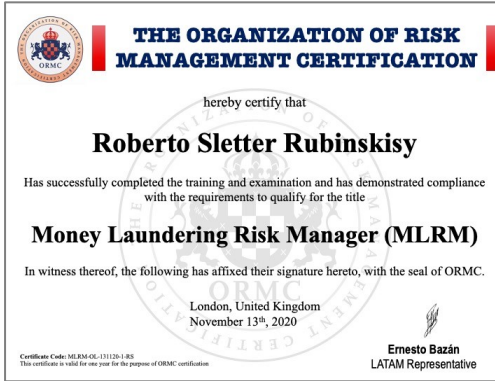 THE ORGANIZATION OF RISK
MANAGEMENT CERTIFICATION
ORMC
hereby certify that
Roberto Sletter Rubinskisy
Has successfully completed the training and examination and has demonstrated compliance
with the requirements to qualify for the title
Money Laundering Risk Manager (MLRM)
In witness thereof, the following has affixed their signature hereto, with the seal of ORMC.
ORMC
London, United Kingdom
November 13th, 2020
Ernesto Bazán
LATAM Representative
Certificate Code: MLRM-OL-131120-1-RS
This certificate is valid for one year for the purpose of ORMC certification